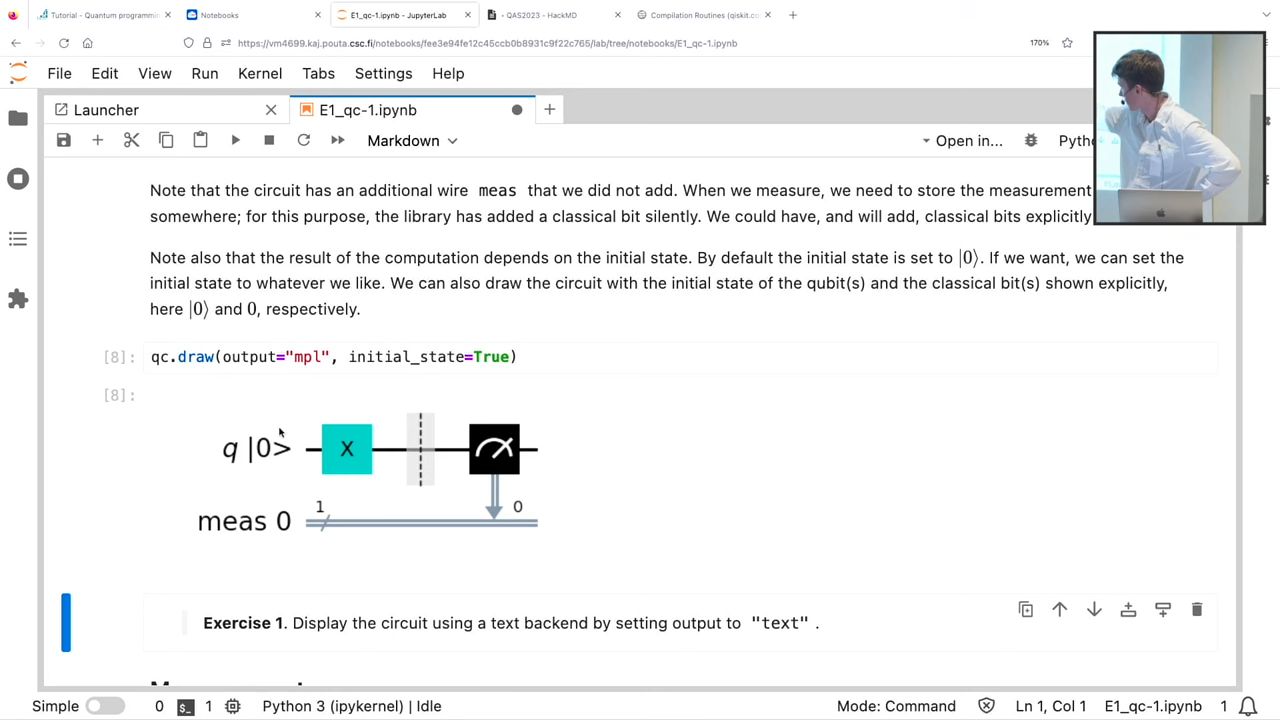 Tutorial - Quantum programmin
Notebooks
E1_qc-1.ipynb - JupyterLab
- QAS2023 - HackMD
Compilation Routines (qiskit.co
https://vm4699.kaj.pouta.csc.fi/notebooks/fee3e94fe12c45ccb0b8931c9f22c765/lab/tree/notebooks/E1_qc-1.ipynb
170%
File Edit View Run Kernel Tabs Settings Help
Launcher
E1_qc-1.ipynb
Markdown
Open in...
Note that the circuit has an additional wire meas that we did not add. When we measure, we need to store the measurement
somewhere; for this purpose, the library has added a classical bit silently. We could have, and will add, classical bits explicitly
Note also that the result of the computation depends on the initial state. By default the initial state is set to |0⟩. If we want, we can set the
initial state to whatever we like. We can also draw the circuit with the initial state of the qubit(s) and the classical bit(s) shown explicitly,
here |0⟩ and 0, respectively.
[8]: qc.draw(output="mpl", initial_state=True)
[8]:
q |0>
X
meas 0
1
0
Exercise 1. Display the circuit using a text backend by setting output to "text" .
Simple 0 1 Python 3 (ipykernel) | Idle
Mode: Command Ln 1, Col 1 E1_qc-1.ipynb 1